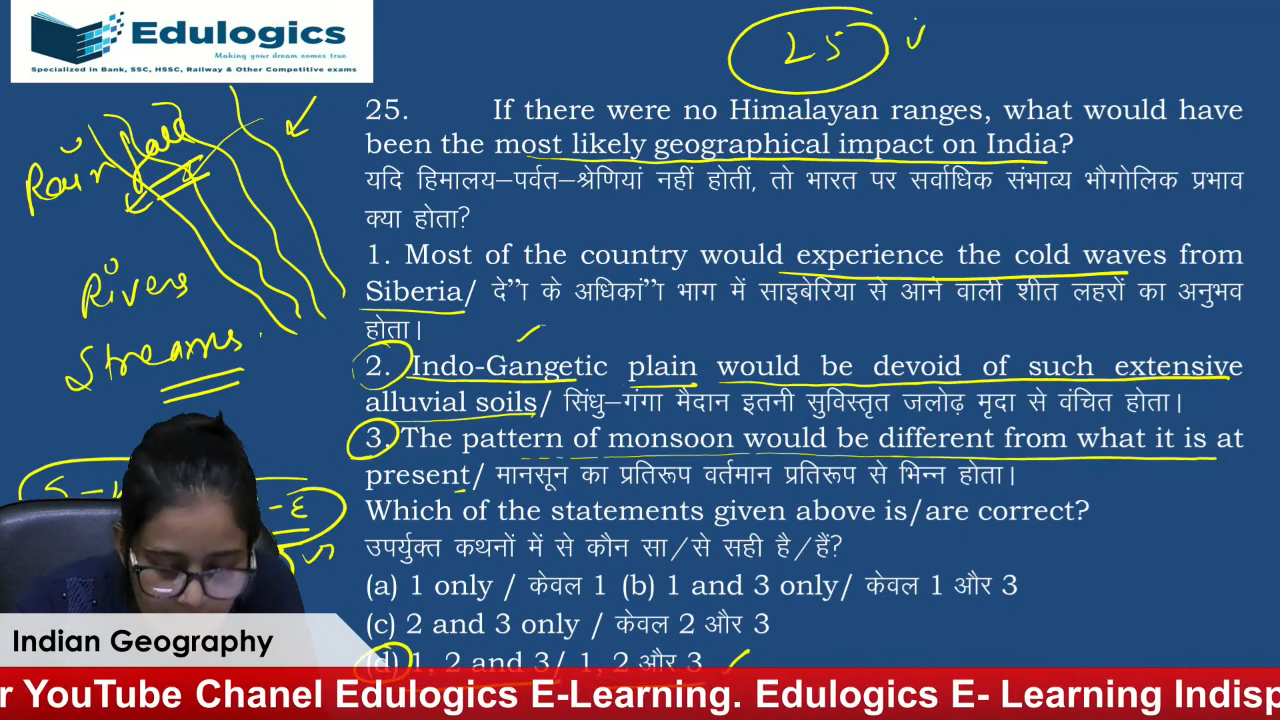 Edulogics
Making your dream comes true
Specialized in Bank, SSC, HSSC, Railway & Other Competitive exams
25
25. If there were no Himalayan ranges, what would have
been the most likely geographical impact on India?
यदि हिमालय–पर्वत–श्रेणियां नहीं होतीं, तो भारत पर सर्वाधिक संभाव्य भौगोलिक प्रभाव
क्या होता?
1. Most of the country would experience the cold waves from
Siberia/ दे”ा के अधिकां”ा भाग में साइबेरिया से आने वाली शीत लहरों का अनुभव
होता।
2. Indo-Gangetic plain would be devoid of such extensive
alluvial soils/ सिंधु–गंगा मैदान इतनी सुविस्तृत जलोढ़ मृदा से वंचित होता।
3. The pattern of monsoon would be different from what it is at
present/ मानसून का प्रतिरूप वर्तमान प्रतिरूप से भिन्न होता।
Which of the statements given above is/are correct?
उपर्युक्त कथनों में से कौन सा/से सही है/हैं?
(a) 1 only / केवल 1 (b) 1 and 3 only/ केवल 1 और 3
(c) 2 and 3 only / केवल 2 और 3
(d) 1, 2 and 3/ 1, 2 और 3
Rivers
Streams
Indian Geography
r YouTube Chanel Edulogics E-Learning. Edulogics E- Learning Indisp